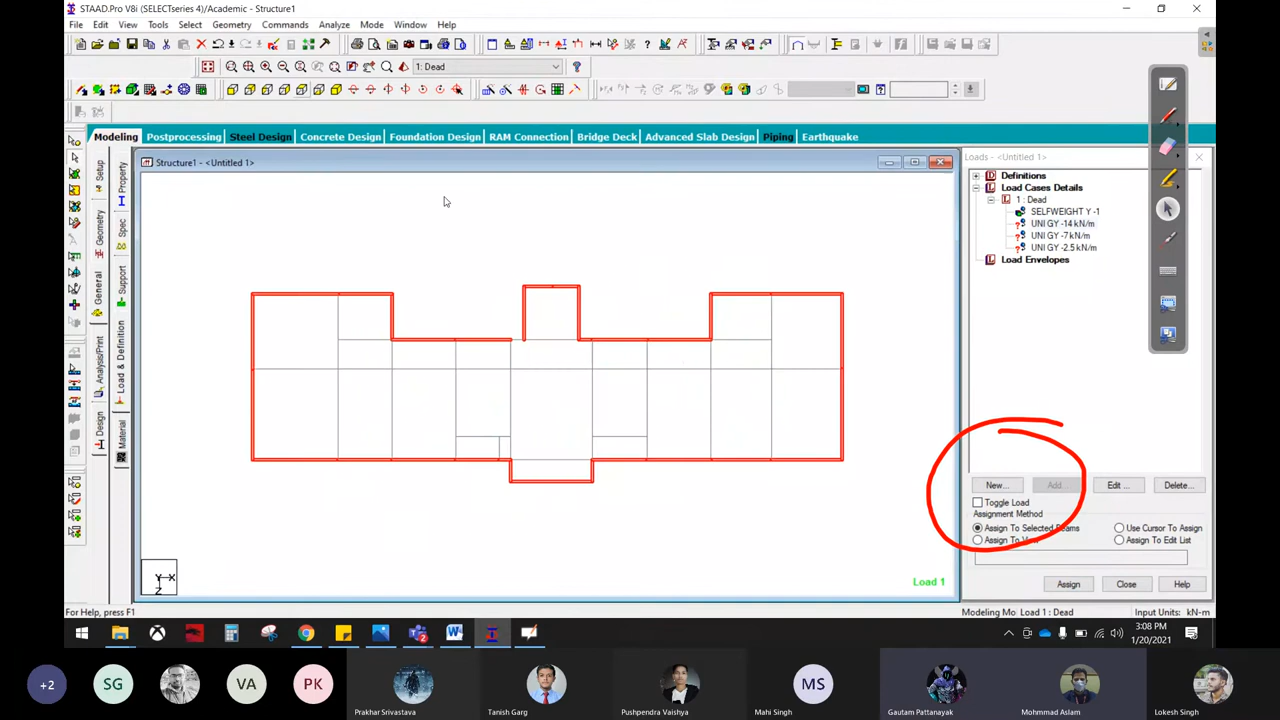 STAAD.Pro V8i (SELECTseries 4)/Academic - Structure1
File Edit View Tools Select Geometry Commands Analyze Mode Window Help
1: Dead
Modeling Postprocessing Steel Design Concrete Design Foundation Design RAM Connection Bridge Deck Advanced Slab Design Piping Earthquake
Structure1 - <Untitled 1>
Setup
Geometry
General
Analysis/Print
Design
Property
Spec
Support
Load & Definition
Material
Y X
Z
Load 1
Loads - <Untitled 1>
Definitions
Load Cases Details
1 : Dead
SELFWEIGHT Y -1
UNI GY -14 kN/m
UNI GY -7 kN/m
UNI GY -2.5 kN/m
Load Envelopes
New... Add... Edit ... Delete...
Toggle Load
Assignment Method
Assign To Selected Beams Use Cursor To Assign
Assign To View Assign To Edit List
Assign Close Help
For Help, press F1
Modeling Mo Load 1 : Dead Input Units: kN-m
3:08 PM
1/20/2021
+2 SG VA PK MS
Prakhar Srivastava Tanish Garg Pushpendra Vaishya Mahi Singh Gautam Pattanayak Mohmmad Aslam Lokesh Singh